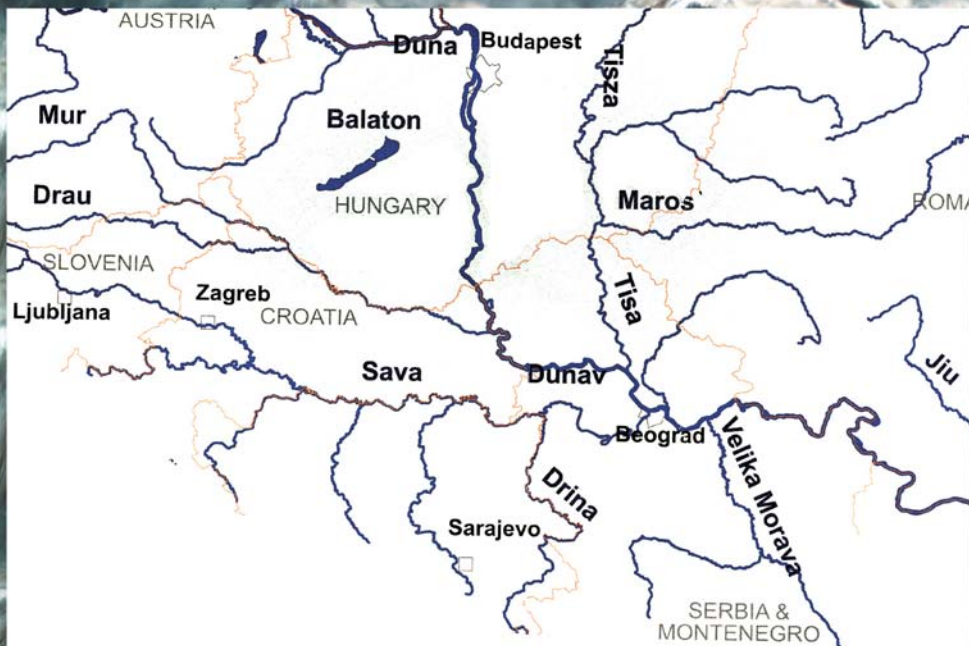 AUSTRIA
Duna
Budapest
Tisza
Mur
Balaton
Drau
HUNGARY
Maros
ROMA
SLOVENIA
Ljubljana
Zagreb
CROATIA
Tisa
Sava
Dunav
Jiu
Beograd
Velika Morava
Drina
Sarajevo
SERBIA &
MONTENEGRO